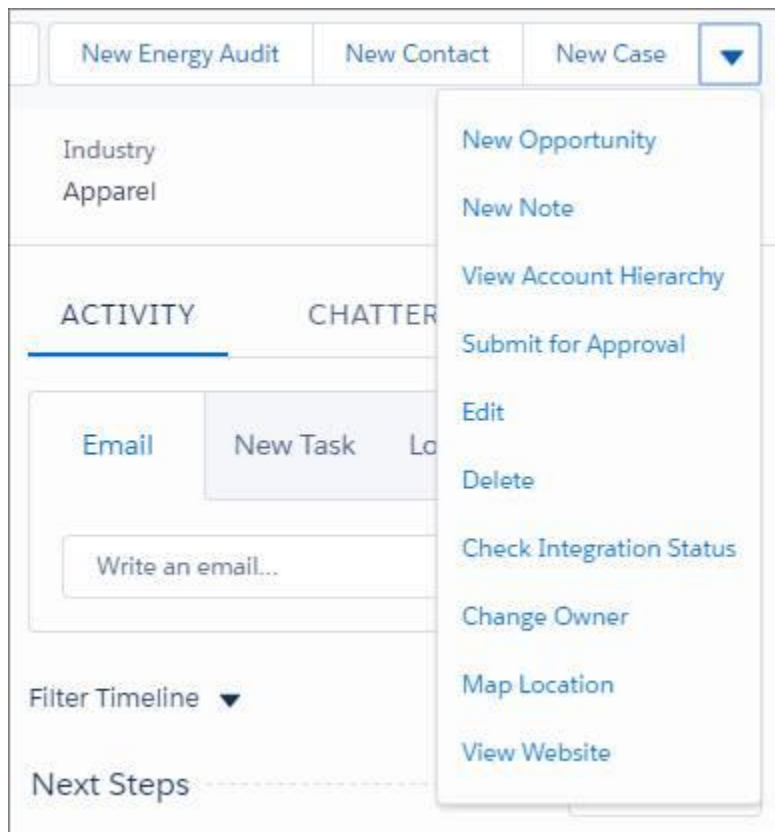 New Energy Audit
New Contact
New Case
Industry
Apparel
ACTIVITY
CHATTER
Email
New Task
Lo
Write an email...
Filter Timeline
Next Steps
New Opportunity
New Note
View Account Hierarchy
Submit for Approval
Edit
Delete
Check Integration Status
Change Owner
Map Location
View Website